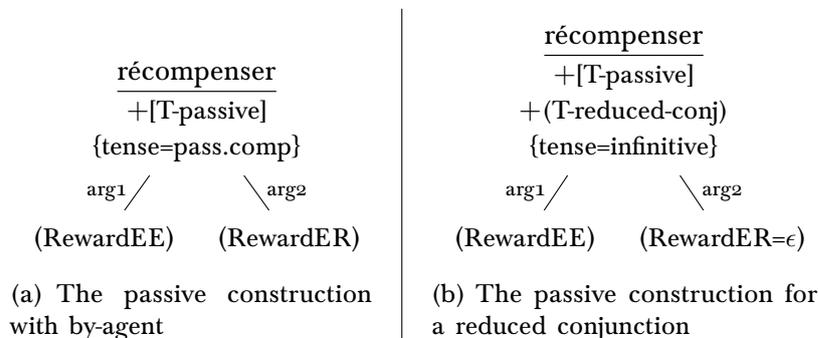 récompenser
+[T-passive]
{tense=pass.comp}
arg1 arg2
(RewardEE) (RewardER)
(a) The passive construction
with by-agent
récompenser
+[T-passive]
+(T-reduced-conj)
{tense=infinitive}
arg1 arg2
(RewardEE) (RewardER=ϵ)
(b) The passive construction for
a reduced conjunction